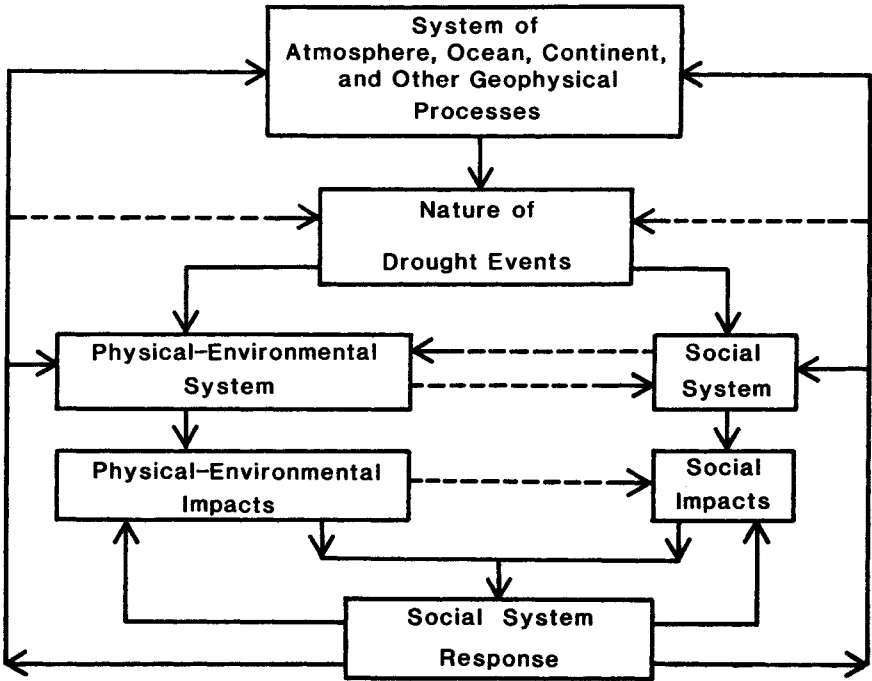 System of
Atmosphere, Ocean, Continent,
and Other Geophysical
Processes
Nature of
Drought Events
Physical-Environmental
System
Social
System
Physical-Environmental
Impacts
Social
Impacts
Social System
Response